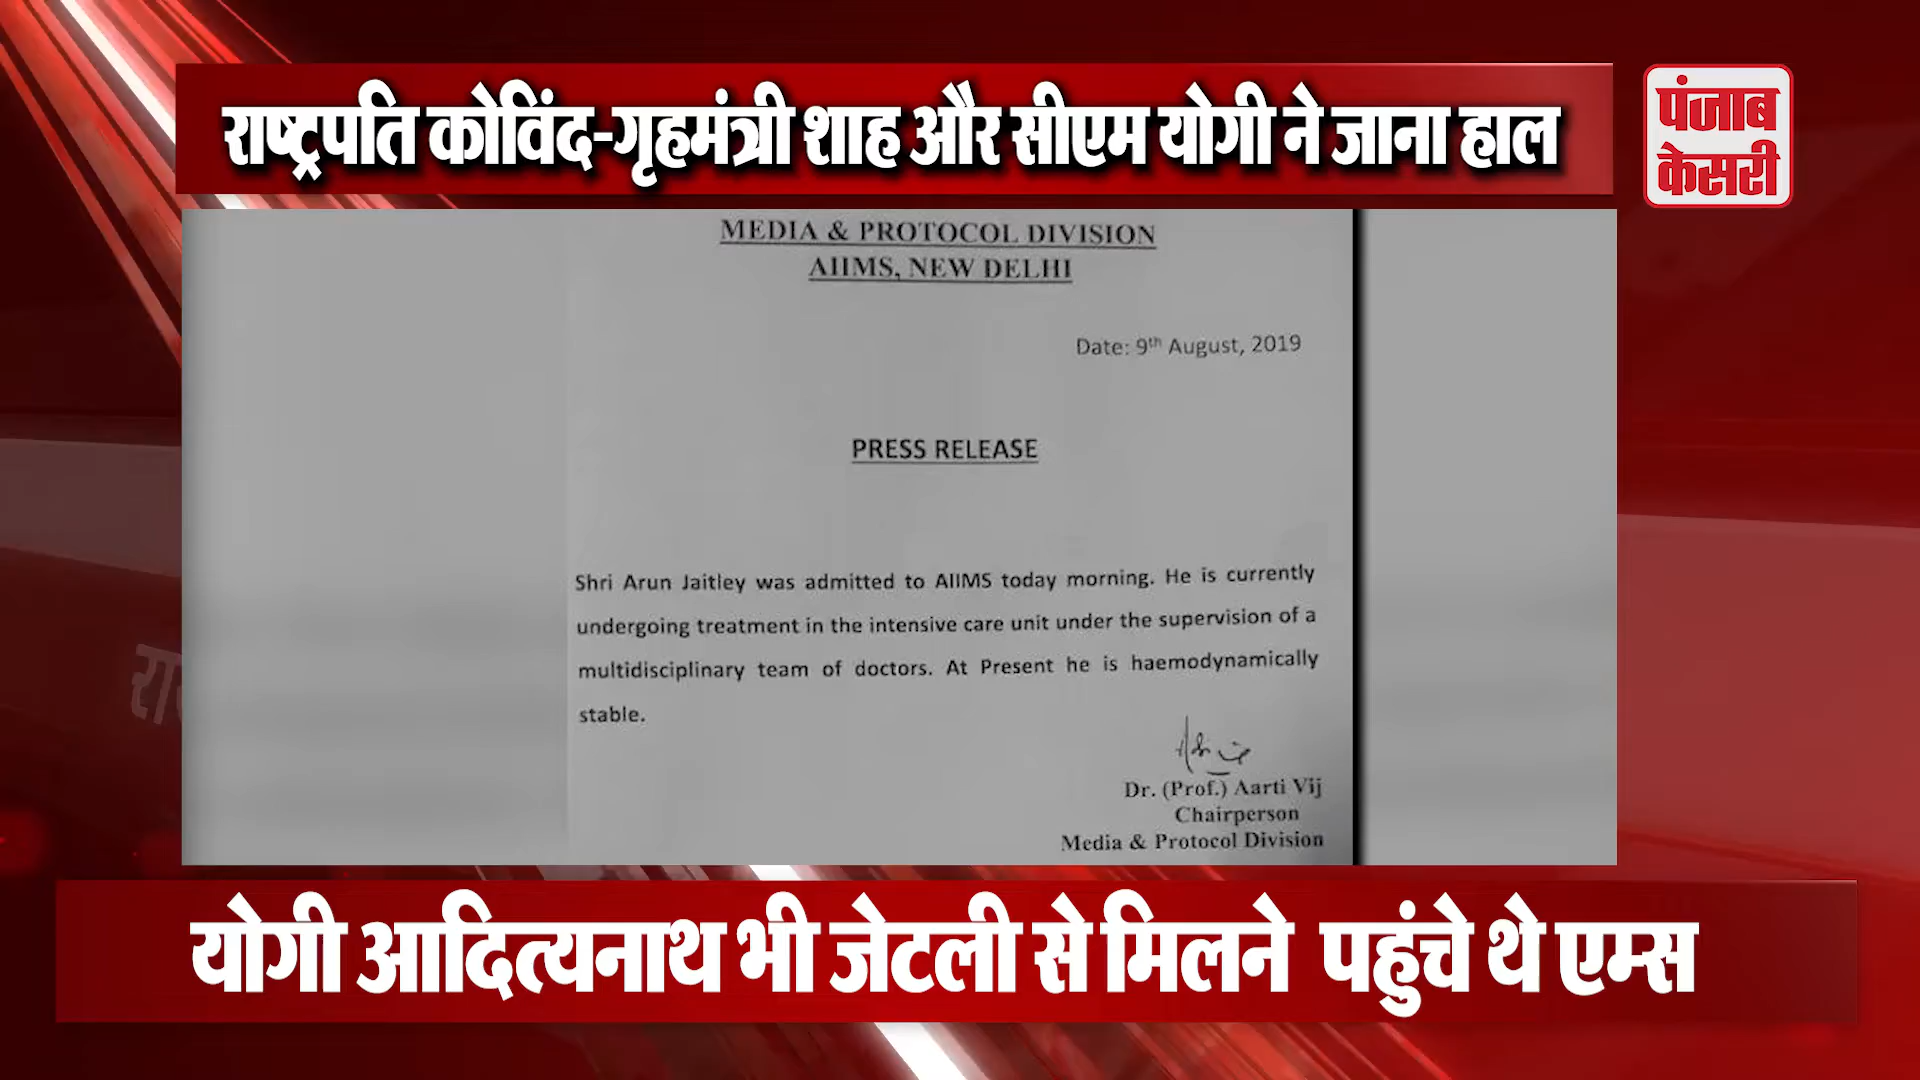 राष्ट्रपति कोविंद-गृहमंत्री शाह और सीएम योगी ने जाना हाल
पंजाब
केसरी
MEDIA & PROTOCOL DIVISION
AIIMS, NEW DELHI
Date: 9th August, 2019
PRESS RELEASE
Shri Arun Jaitley was admitted to AIIMS today morning. He is currently
undergoing treatment in the intensive care unit under the supervision of a
multidisciplinary team of doctors. At Present he is haemodynamically
stable.
Dr. (Prof.) Aarti Vij
Chairperson
Media & Protocol Division
योगी आदित्यनाथ भी जेटली से मिलने पहुंचे थे एम्स